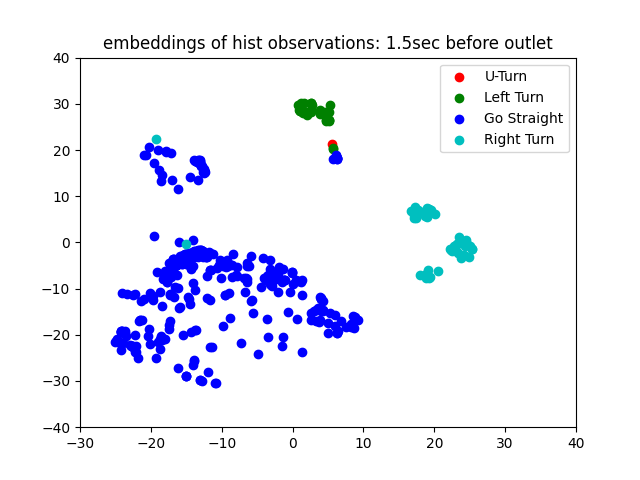 embeddings of hist observations: 1.5sec before outlet
U-Turn
Left Turn
Go Straight
Right Turn
40
30
20
10
0
−10
−20
−30
−40
−30 −20 −10 0 10 20 30 40